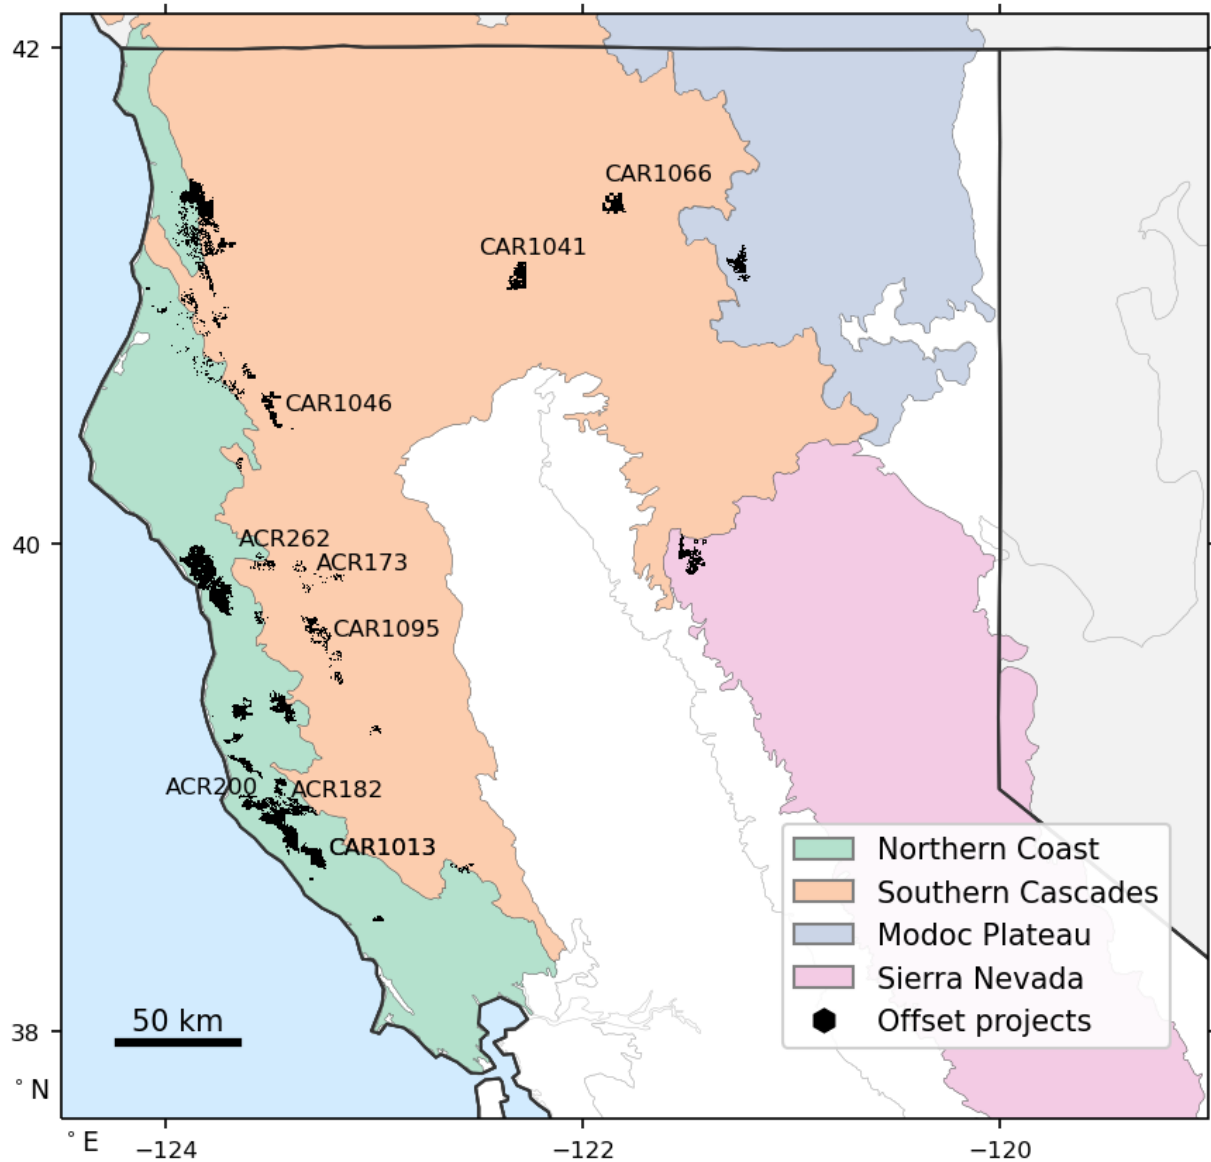 42
CAR1066
CAR1041
CAR1046
ACR262
40
ACR173
CAR1095
ACR200
ACR182
CAR1013
Northern Coast
Southern Cascades
Modoc Plateau
Sierra Nevada
Offset projects
50 km
38
° N
° E
−124
−122
−120